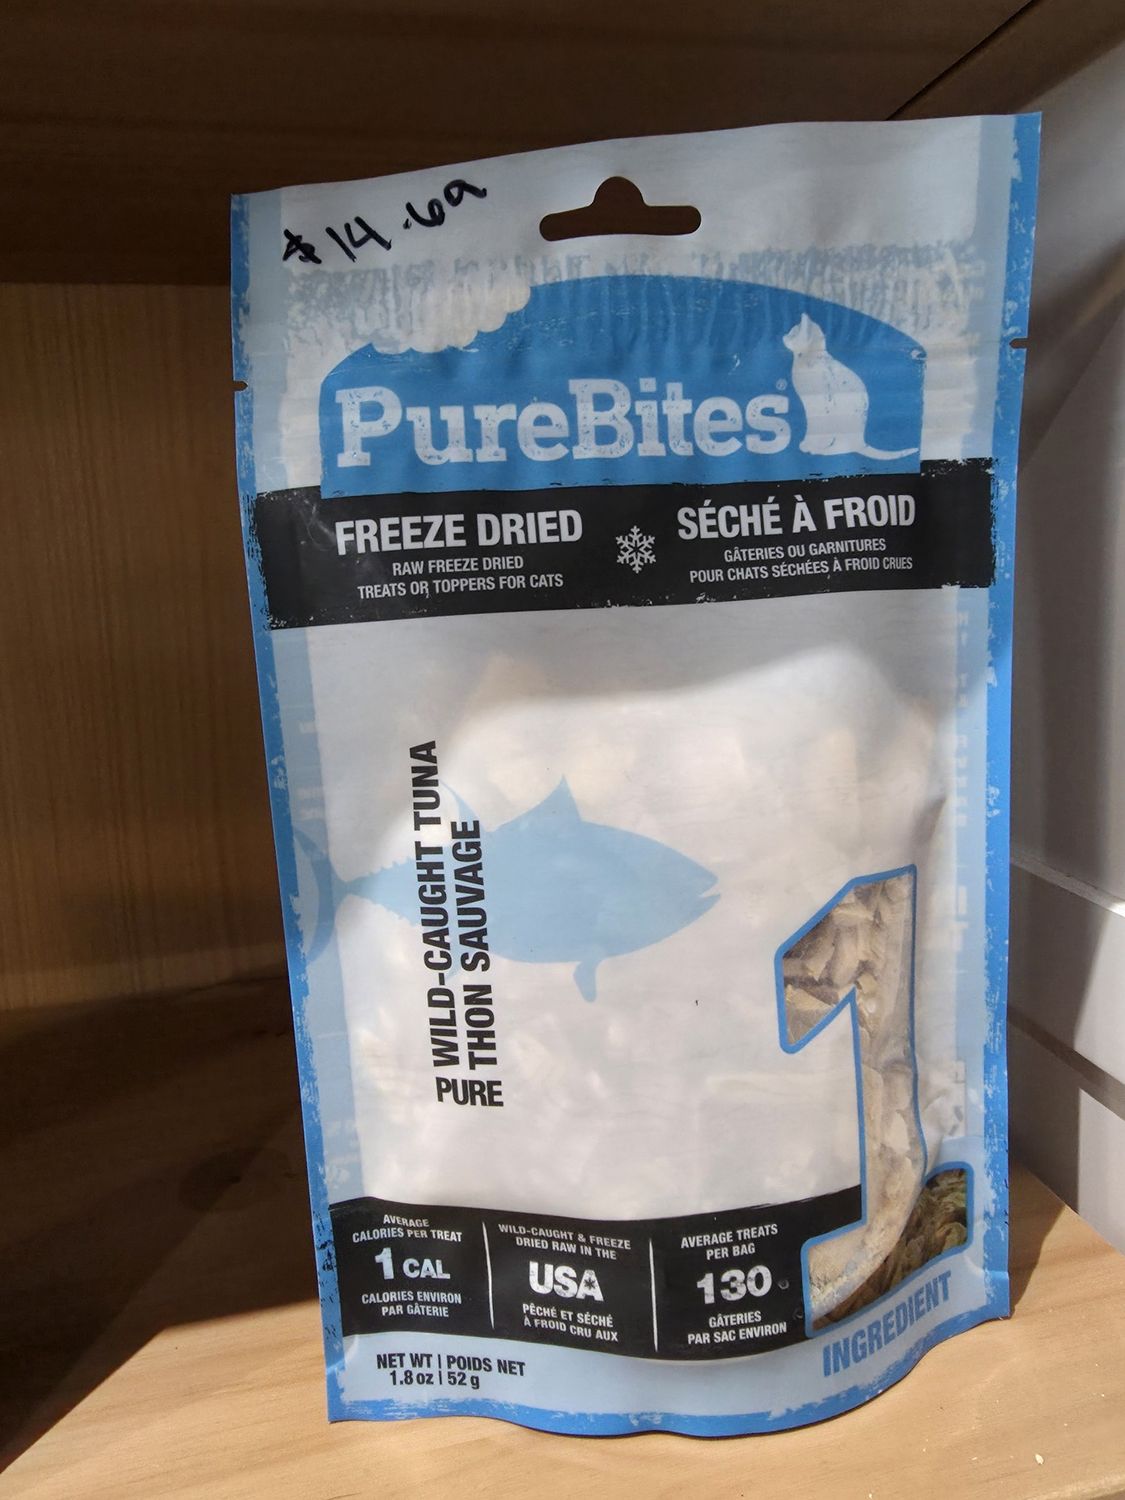 $14.69
PureBites®
FREEZE DRIED
RAW FREEZE DRIED
TREATS OR TOPPERS FOR CATS
SÉCHÉ À FROID
GÂTERIES OU GARNITURES
POUR CHATS SÉCHÉES À FROID CRUES
PURE
WILD-CAUGHT TUNA
THON SAUVAGE
1
INGREDIENT
AVERAGE
CALORIES PER TREAT
1 CAL
CALORIES ENVIRON
PAR GÂTERIE
WILD-CAUGHT & FREEZE
DRIED RAW IN THE
USA
PÊCHÉ ET SÉCHÉ
À FROID CRU AUX
AVERAGE TREATS
PER BAG
130
GÂTERIES
PAR SAC ENVIRON
NET WT | POIDS NET
1.8 oz | 52 g